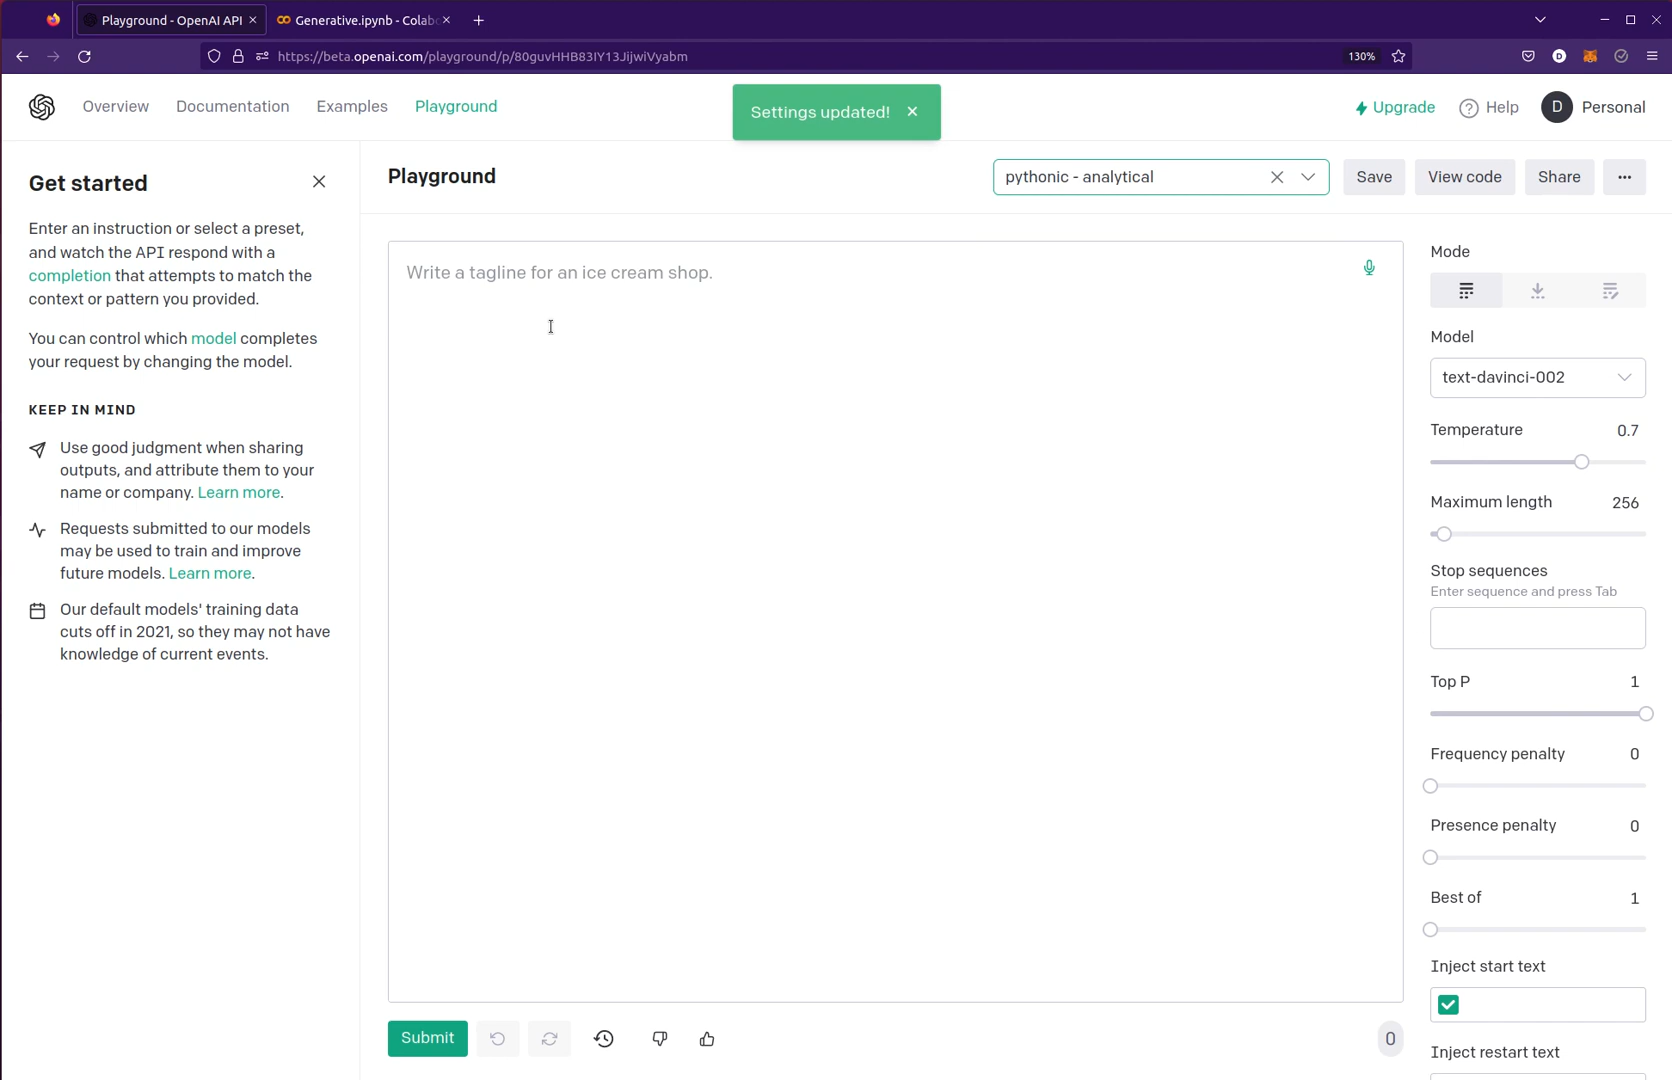 Playground - OpenAI API
Generative.ipynb - Colab
https://beta.openai.com/playground/p/80guvHHB83IY13JijwiVyabm
130%
Overview
Documentation
Examples
Playground
Settings updated!
Upgrade
Help
D
Personal
Get started
Enter an instruction or select a preset,
and watch the API respond with a
completion that attempts to match the
context or pattern you provided.
You can control which model completes
your request by changing the model.
KEEP IN MIND
Use good judgment when sharing
outputs, and attribute them to your
name or company. Learn more.
Requests submitted to our models
may be used to train and improve
future models. Learn more.
Our default models' training data
cuts off in 2021, so they may not have
knowledge of current events.
Playground
pythonic - analytical
Save
View code
Share
Write a tagline for an ice cream shop.
Submit
0
Mode
Model
text-davinci-002
Temperature 0.7
Maximum length 256
Stop sequences
Enter sequence and press Tab
Top P 1
Frequency penalty 0
Presence penalty 0
Best of 1
Inject start text
Inject restart text